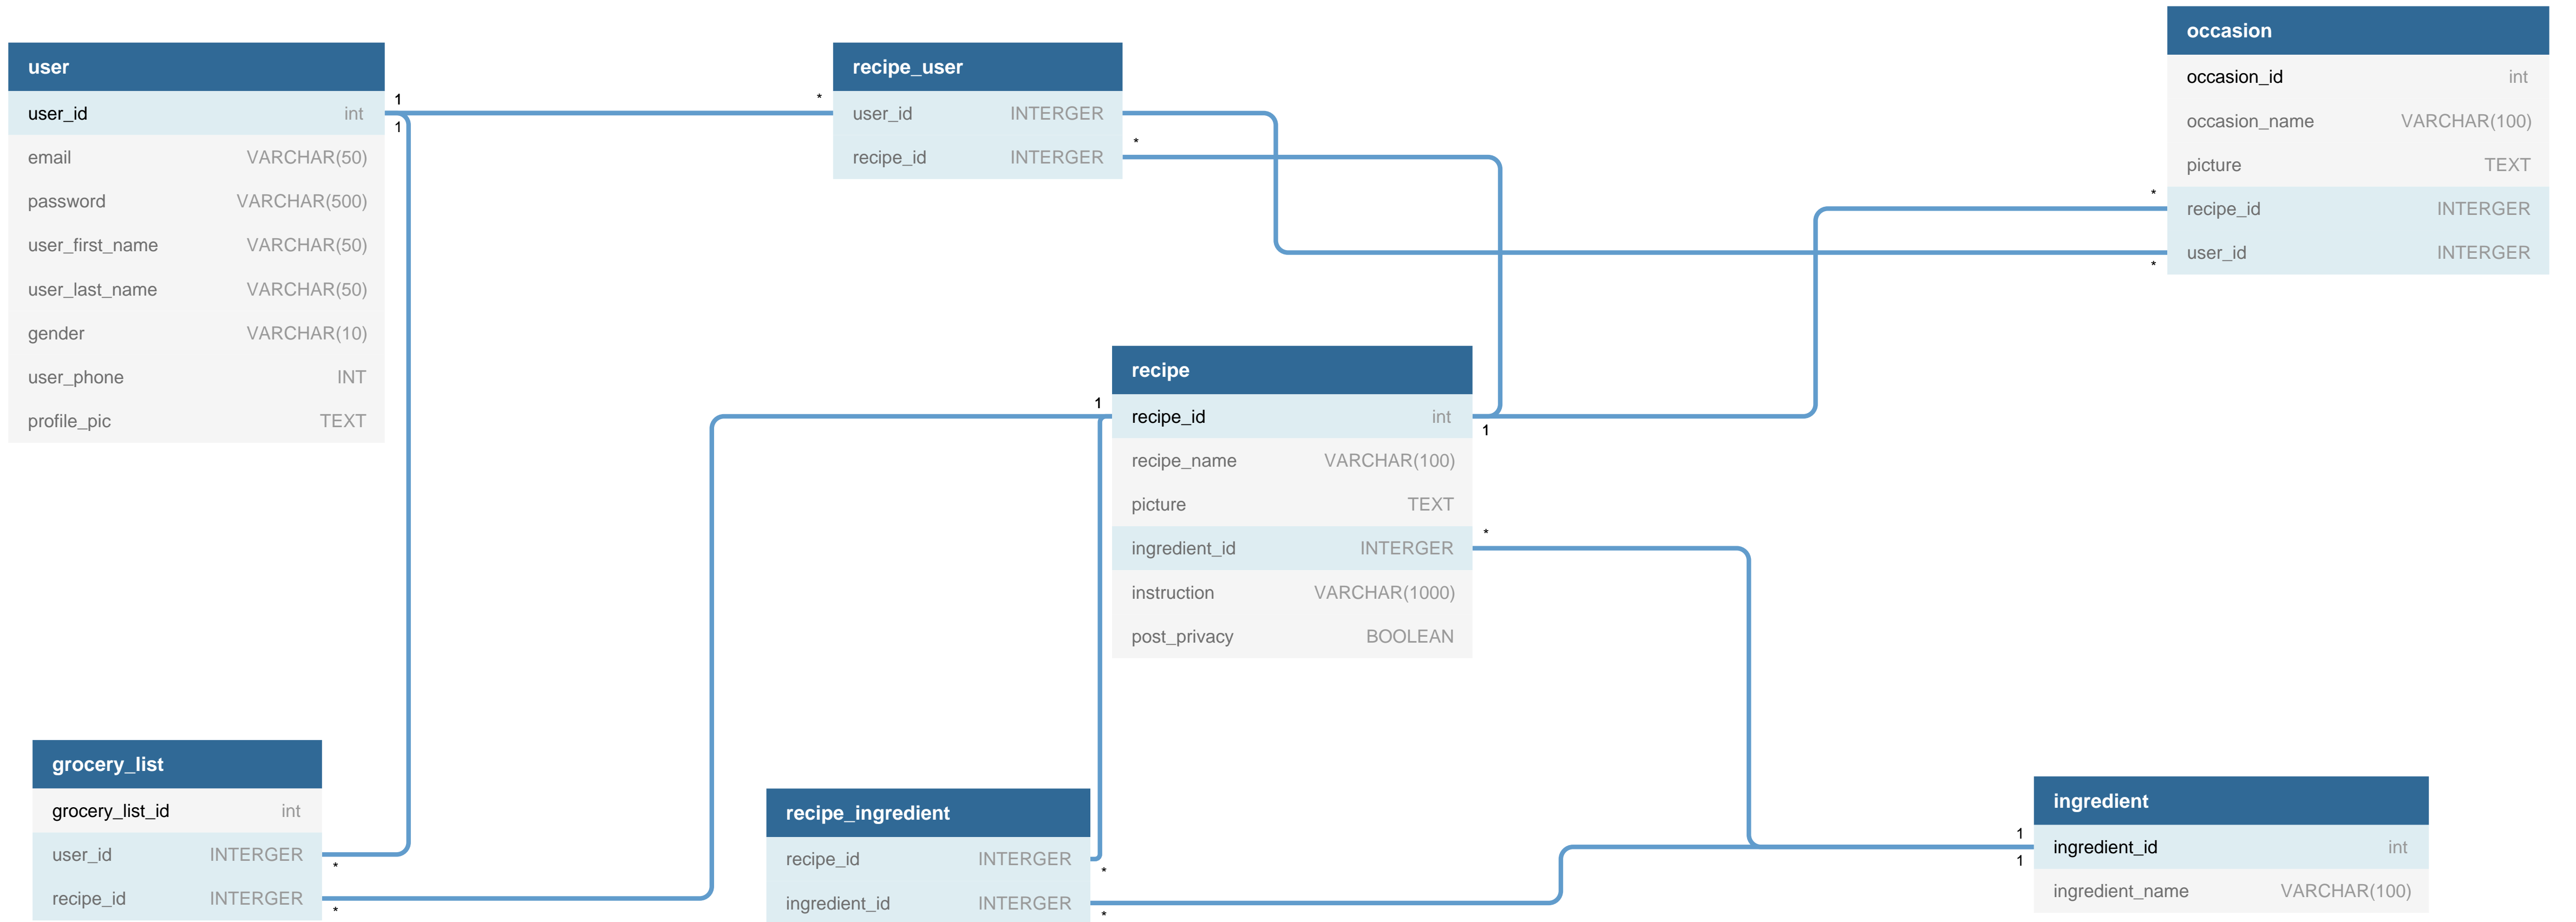 user
user_id int
email VARCHAR(50)
password VARCHAR(500)
user_first_name VARCHAR(50)
user_last_name VARCHAR(50)
gender VARCHAR(10)
user_phone INT
profile_pic TEXT
1
1
*
recipe_user
user_id INTERGER
recipe_id INTERGER
*
occasion
occasion_id int
occasion_name VARCHAR(100)
picture TEXT
* recipe_id INTERGER
user_id INTERGER
*
1
recipe
recipe_id int
1
recipe_name VARCHAR(100)
picture TEXT
*
ingredient_id INTERGER
instruction VARCHAR(1000)
post_privacy BOOLEAN
grocery_list
grocery_list_id int
user_id INTERGER
*
recipe_id INTERGER
*
recipe_ingredient
recipe_id INTERGER
*
ingredient_id INTERGER
*
ingredient
1
ingredient_id int
1
ingredient_name VARCHAR(100)